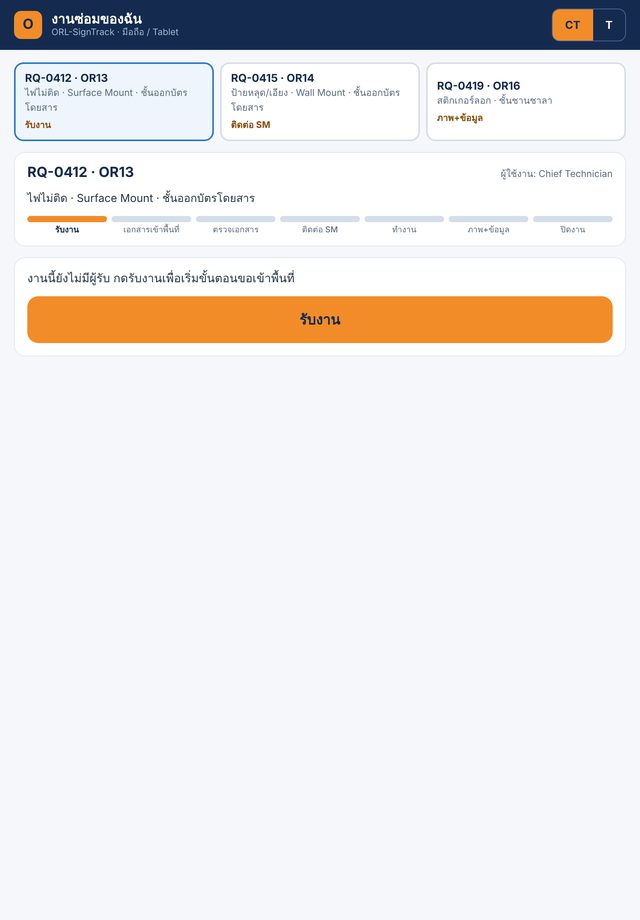 O
งานซ่อมของฉัน
ORL-SignTrack · มือถือ / Tablet
CT
T
RQ-0412 · OR13
ไฟไม่ติด · Surface Mount · ชั้นออกบัตร
โดยสาร
รับงาน
RQ-0415 · OR14
ป้ายหลุด/เอียง · Wall Mount · ชั้นออกบัตร
โดยสาร
ติดต่อ SM
RQ-0419 · OR16
สติกเกอร์ลอก · ชั้นชานชาลา
ภาพ+ข้อมูล
RQ-0412 · OR13
ผู้ใช้งาน: Chief Technician
ไฟไม่ติด · Surface Mount · ชั้นออกบัตรโดยสาร
รับงาน
เอกสารเข้าพื้นที่
ตรวจเอกสาร
ติดต่อ SM
ทำงาน
ภาพ+ข้อมูล
ปิดงาน
งานนี้ยังไม่มีผู้รับ กดรับงานเพื่อเริ่มขั้นตอนขอเข้าพื้นที่
รับงาน